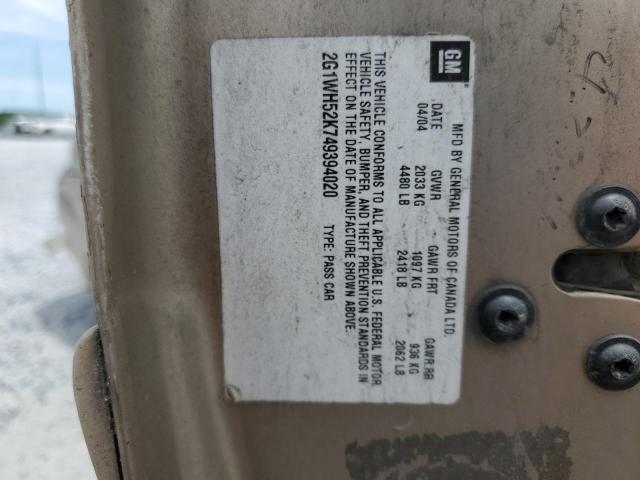 GM
MFD BY GENERAL MOTORS OF CANADA LTD.
DATE GVWR GAWR FRT GAWR RR
04/04 2033 KG 1097 KG 936 KG
4480 LB 2418 LB 2062 LB
THIS VEHICLE CONFORMS TO ALL APPLICABLE U.S. FEDERAL MOTOR
VEHICLE SAFETY, BUMPER, AND THEFT PREVENTION STANDARDS IN
EFFECT ON THE DATE OF MANUFACTURE SHOWN ABOVE.
2G1WH52K749394020 TYPE: PASS CAR